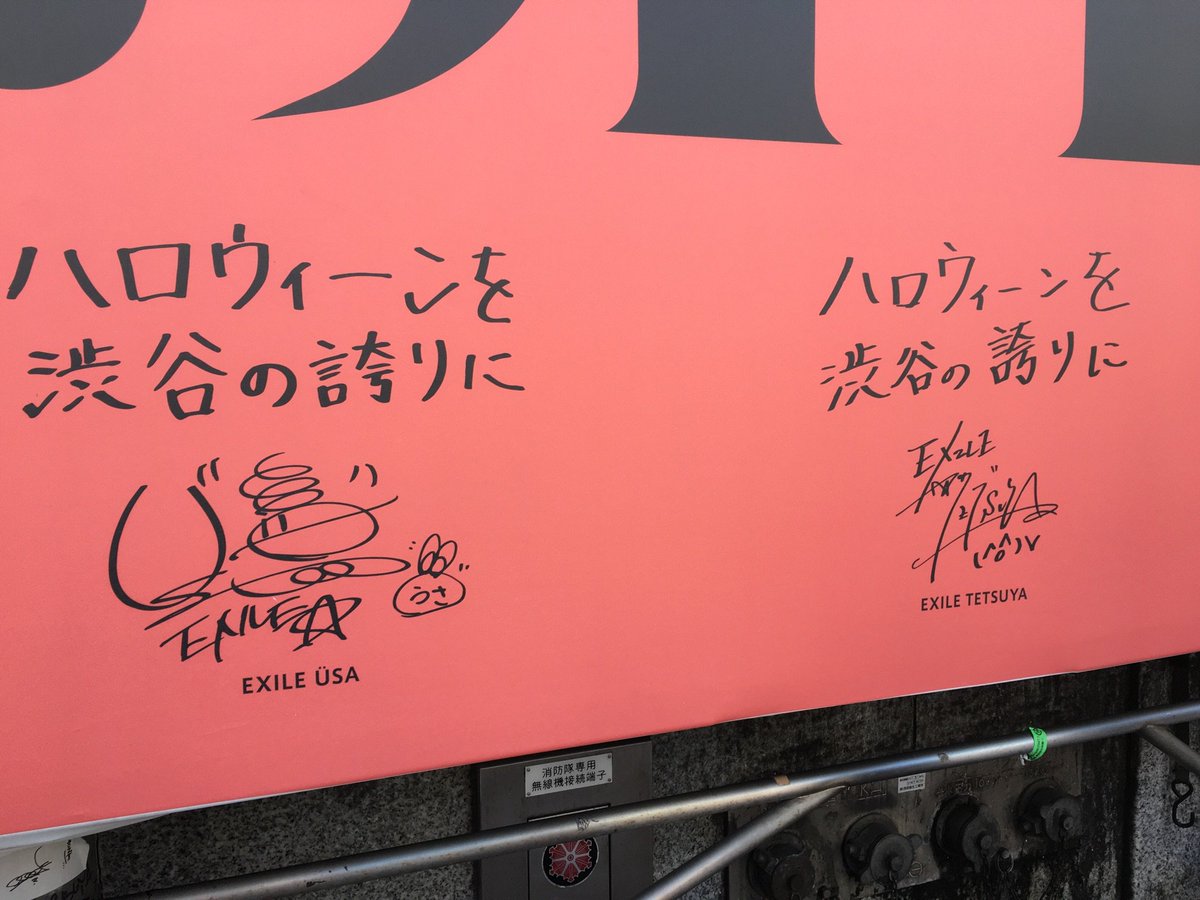 ハロウィーンを
渋谷の誇りに
EXILE
うさ
EXILE ÜSA
ハロウィーンを
渋谷の誇りに
EXILE
(^o^)v
EXILE TETSUYA
消防隊専用
無線機接続端子